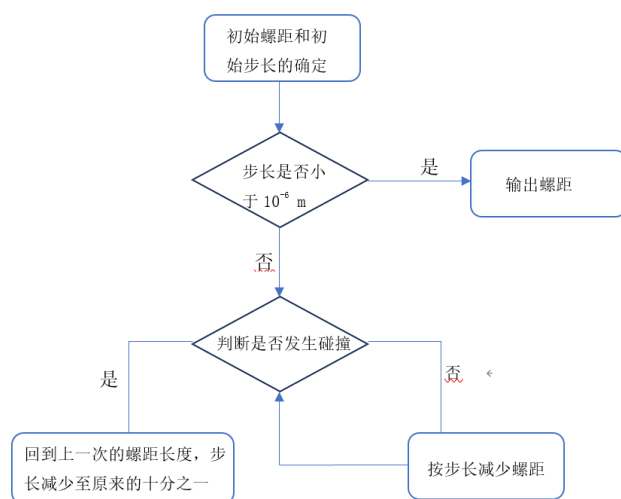 初始螺距和初
始步长的确定
步长是否小
于 10⁻⁶ m
是
输出螺距
否
判断是否发生碰撞
是
否
回到上一次的螺距长度，步
长减少至原来的十分之一
按步长减少螺距